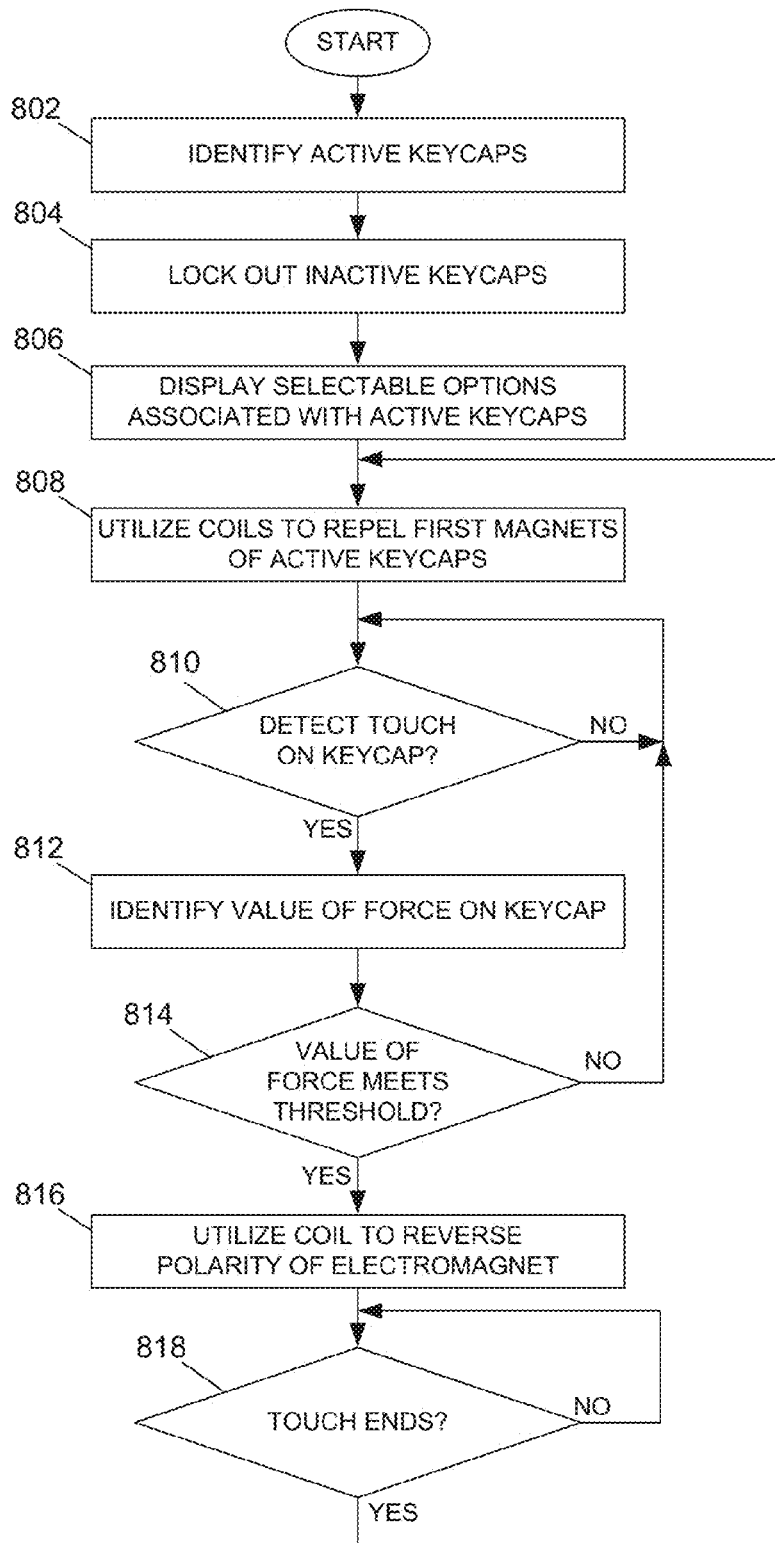 START
802
IDENTIFY ACTIVE KEYCAPS
804
LOCK OUT INACTIVE KEYCAPS
806
DISPLAY SELECTABLE OPTIONS
ASSOCIATED WITH ACTIVE KEYCAPS
808
UTILIZE COILS TO REPEL FIRST MAGNETS
OF ACTIVE KEYCAPS
810
DETECT TOUCH
ON KEYCAP?
NO
YES
812
IDENTIFY VALUE OF FORCE ON KEYCAP
814
VALUE OF
FORCE MEETS
THRESHOLD?
NO
YES
816
UTILIZE COIL TO REVERSE
POLARITY OF ELECTROMAGNET
818
TOUCH ENDS?
NO
YES